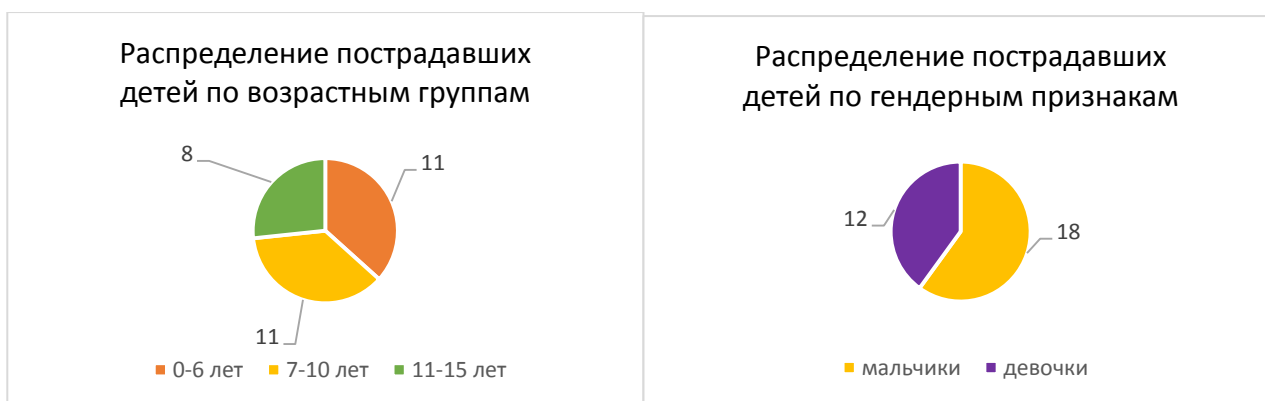 Распределение пострадавших
детей по возрастным группам
8
11
11
0-6 лет 7-10 лет 11-15 лет
Распределение пострадавших
детей по гендерным признакам
12
18
мальчики девочки